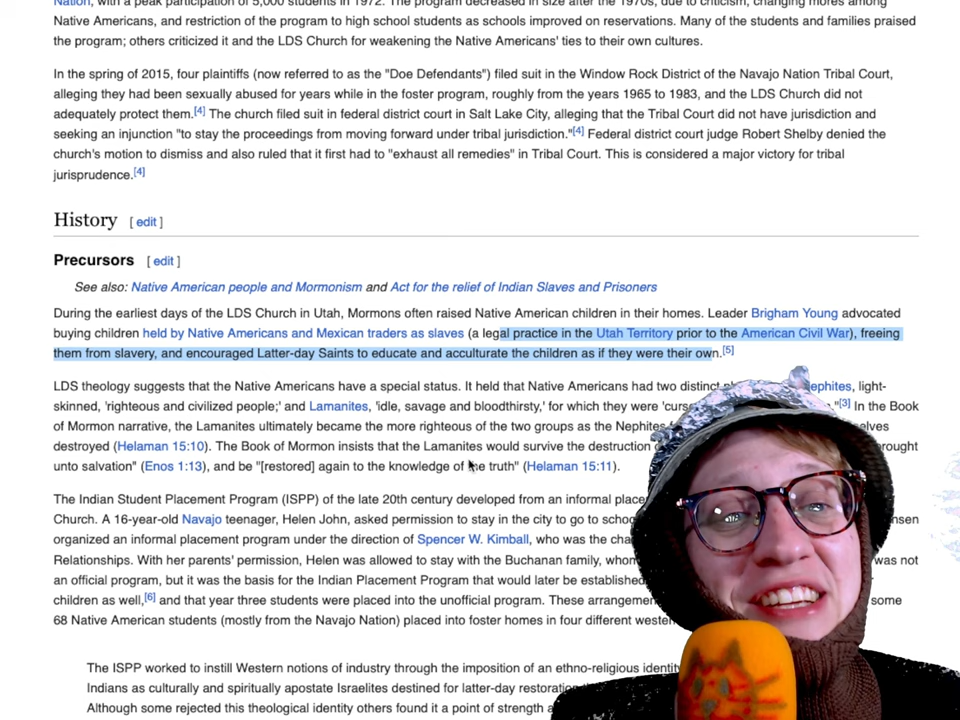 Nation, with a peak participation of 5,000 students in 1972. The program decreased in size after the 1970s, due to criticism, changing mores among
Native Americans, and restriction of the program to high school students as schools improved on reservations. Many of the students and families praised
the program; others criticized it and the LDS Church for weakening the Native Americans' ties to their own cultures.
In the spring of 2015, four plaintiffs (now referred to as the "Doe Defendants") filed suit in the Window Rock District of the Navajo Nation Tribal Court,
alleging they had been sexually abused for years while in the foster program, roughly from the years 1965 to 1983, and the LDS Church did not
adequately protect them.[4] The church filed suit in federal district court in Salt Lake City, alleging that the Tribal Court did not have jurisdiction and
seeking an injunction "to stay the proceedings from moving forward under tribal jurisdiction."[4] Federal district court judge Robert Shelby denied the
church's motion to dismiss and also ruled that it first had to "exhaust all remedies" in Tribal Court. This is considered a major victory for tribal
jurisprudence.[4]
History [ edit ]
Precursors [ edit ]
See also: Native American people and Mormonism and Act for the relief of Indian Slaves and Prisoners
During the earliest days of the LDS Church in Utah, Mormons often raised Native American children in their homes. Leader Brigham Young advocated
buying children held by Native Americans and Mexican traders as slaves (a legal practice in the Utah Territory prior to the American Civil War), freeing
them from slavery, and encouraged Latter-day Saints to educate and acculturate the children as if they were their own.[5]
LDS theology suggests that the Native Americans have a special status. It held that Native Americans had two distinct Nephites, light-
skinned, 'righteous and civilized people;' and Lamanites, 'idle, savage and bloodthirsty,' for which they were "[3] In the Book
of Mormon narrative, the Lamanites ultimately became the more righteous of the two groups as the Nephites
destroyed (Helaman 15:10). The Book of Mormon insists that the Lamanites would survive the destruction
unto salvation" (Enos 1:13), and be "[restored] again to the knowledge of the truth" (Helaman 15:11).
The Indian Student Placement Program (ISPP) of the late 20th century developed from an informal
Church. A 16-year-old Navajo teenager, Helen John, asked permission to stay in the city to go to
organized an informal placement program under the direction of Spencer W. Kimball, who was the
Relationships. With her parents' permission, Helen was allowed to stay with the Buchanan family, was not
an official program, but it was the basis for the Indian Placement Program that would later be established
children as well,[6] and that year three students were placed into the unofficial program. These some
68 Native American students (mostly from the Navajo Nation) placed into foster homes in four different
The ISPP worked to instill Western notions of industry through the imposition of an ethno-religious
Indians as culturally and spiritually apostate Israelites destined for latter-day
Although some rejected this theological identity others found it a point of strength